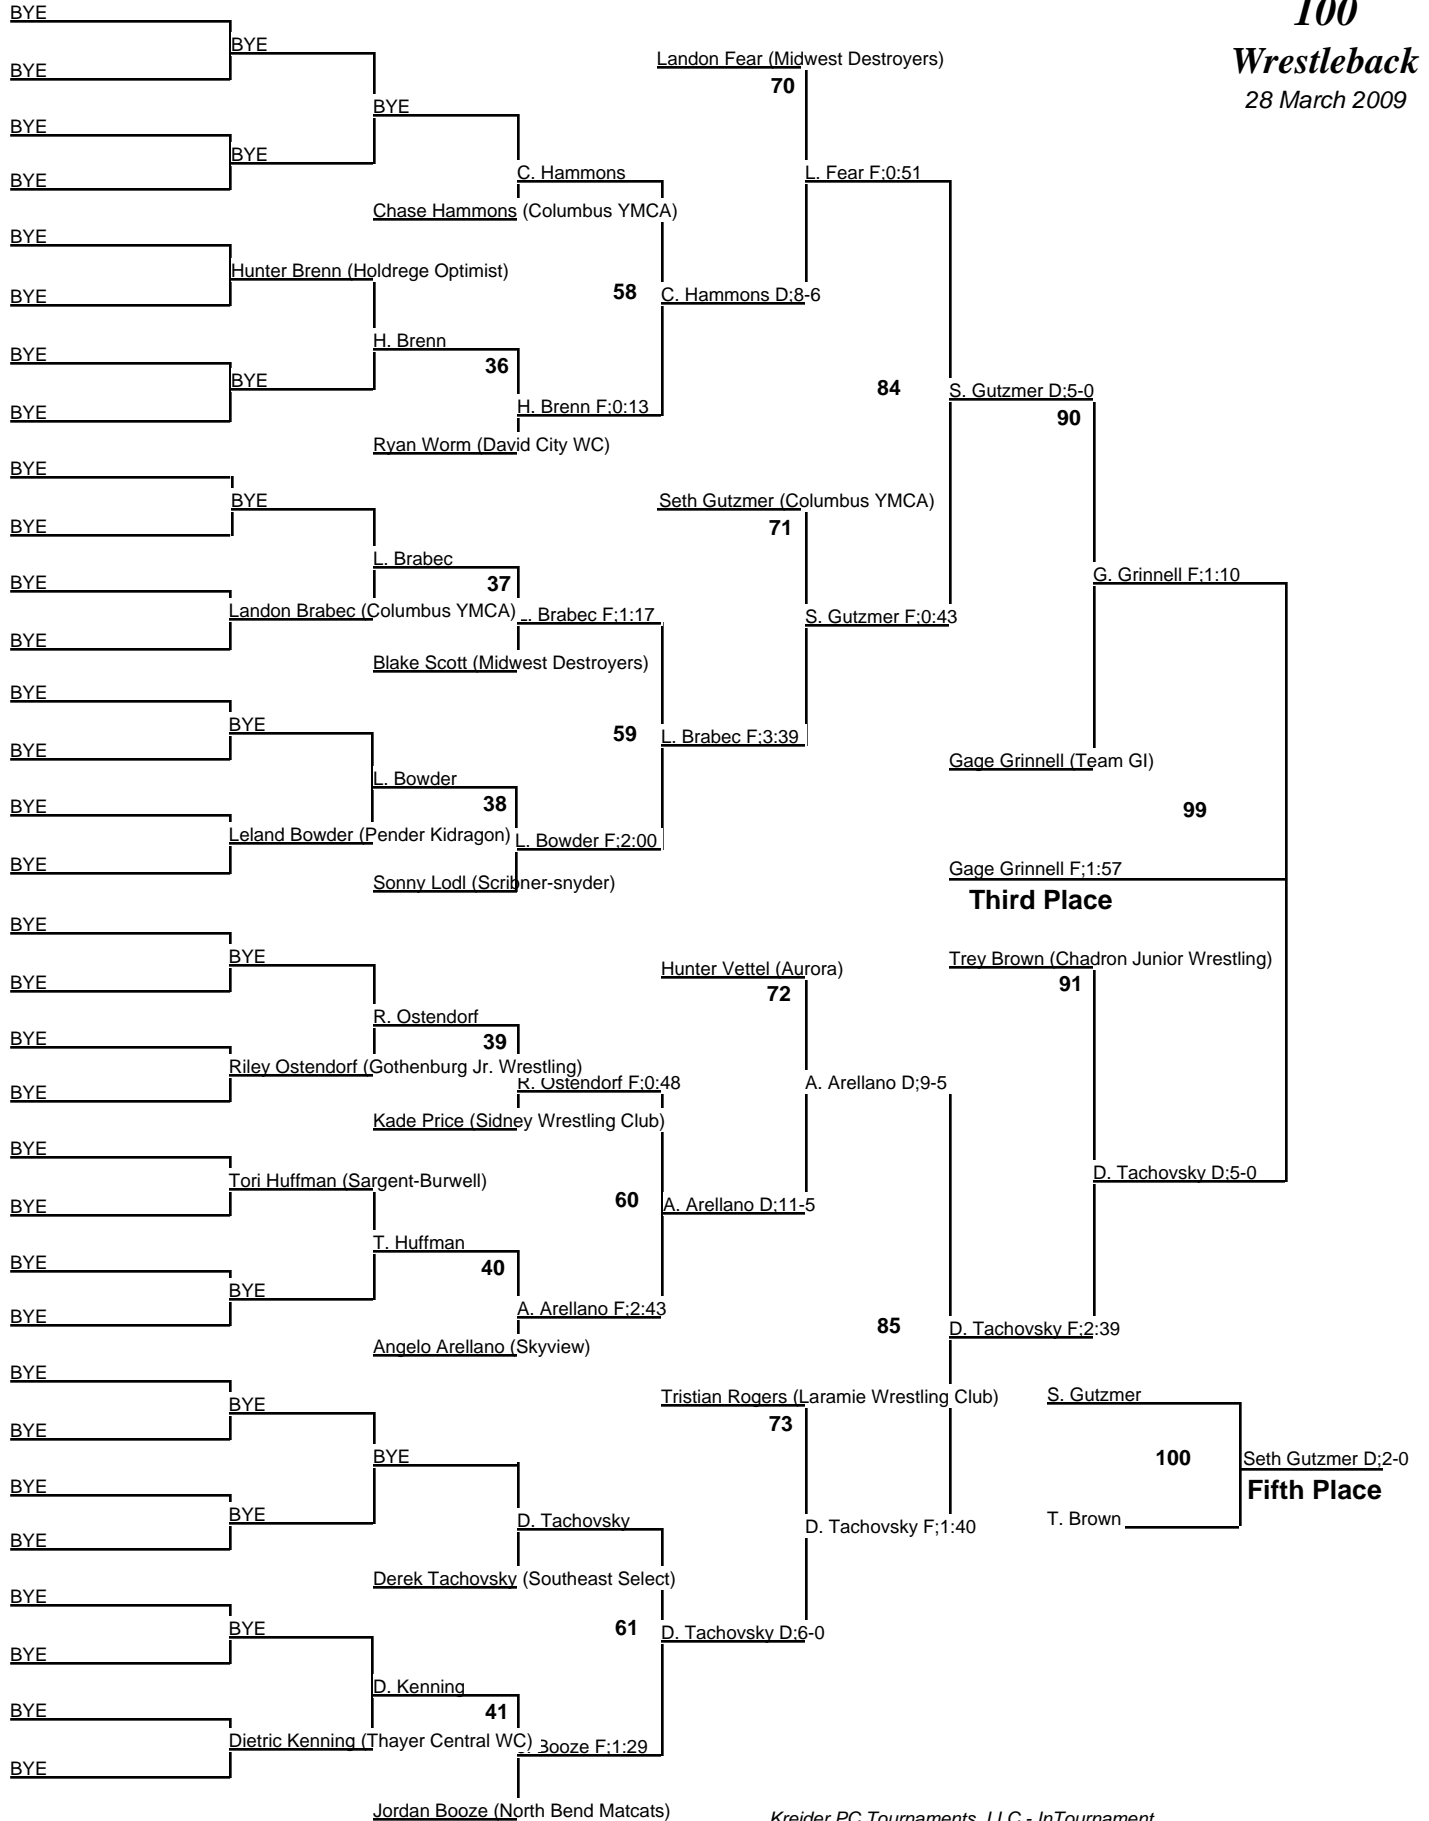 BYE
100
BYE
Landon Fear (Midwest Destroyers)
Wrestleback
BYE
70
28 March 2009
BYE
BYE
BYE
BYE
C. Hammons
L. Fear F;0:51
Chase Hammons (Columbus YMCA)
BYE
Hunter Brenn (Holdrege Optimist)
BYE
58
C. Hammons D;8-6
H. Brenn
BYE
36
BYE
84
S. Gutzmer D;5-0
BYE
H. Brenn F;0:13
90
Ryan Worm (David City WC)
BYE
BYE
Seth Gutzmer (Columbus YMCA)
BYE
71
L. Brabec
BYE
37
G. Grinnell F;1:10
Landon Brabec (Columbus YMCA)
. Brabec F;1:17
S. Gutzmer F;0:43
BYE
Blake Scott (Midwest Destroyers)
BYE
BYE
59
L. Brabec F;3:39
BYE
Gage Grinnell (Team GI)
L. Bowder
BYE
38
99
Leland Bowder (Pender Kidragon)
L. Bowder F;2:00
BYE
Gage Grinnell F;1:57
Sonny Lodl (Scribner-snyder)
Third Place
BYE
BYE
Hunter Vettel (Aurora)
Trey Brown (Chadron Junior Wrestling)
BYE
72
91
R. Ostendorf
BYE
39
Riley Ostendorf (Gothenburg Jr. Wrestling)
R. Ostendorf F;0:48
A. Arellano D;9-5
BYE
Kade Price (Sidney Wrestling Club)
BYE
Tori Huffman (Sargent-Burwell)
D. Tachovsky D;5-0
BYE
60
A. Arellano D;11-5
T. Huffman
BYE
40
BYE
BYE
A. Arellano F;2:43
85
D. Tachovsky F;2:39
Angelo Arellano (Skyview)
BYE
BYE
Tristian Rogers (Laramie Wrestling Club)
S. Gutzmer
BYE
73
BYE
100
Seth Gutzmer D;2-0
BYE
Fifth Place
BYE
D. Tachovsky
D. Tachovsky F;1:40
T. Brown
BYE
Derek Tachovsky (Southeast Select)
BYE
BYE
61
D. Tachovsky D;6-0
BYE
D. Kenning
BYE
41
Dietric Kenning (Thayer Central WC)
Booze F;1:29
BYE
Jordan Booze (North Bend Matcats)
Kreider PC Tournaments, LLC - InTournament